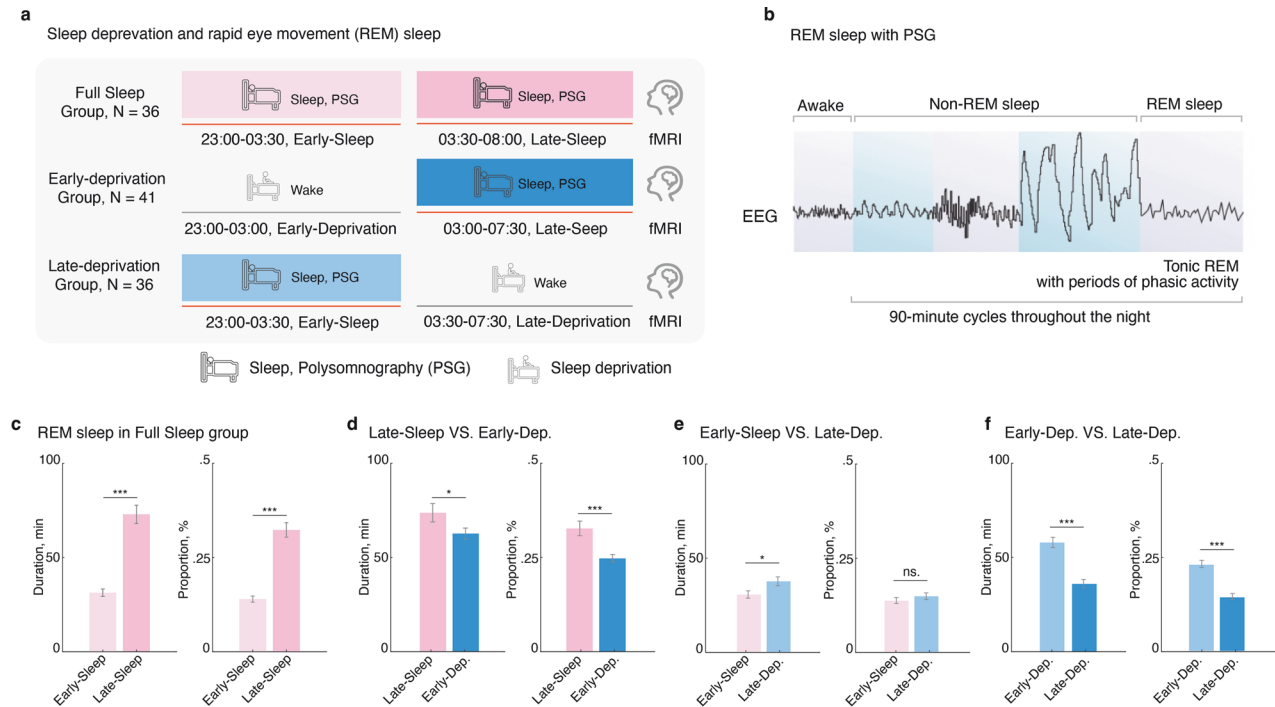 a
Sleep deprevation and rapid eye movement (REM) sleep
Full Sleep
Group, N = 36
Sleep, PSG
23:00-03:30, Early-Sleep
Sleep, PSG
03:30-08:00, Late-Sleep
fMRI
Early-deprivation
Group, N = 41
Wake
23:00-03:00, Early-Deprivation
Sleep, PSG
03:00-07:30, Late-Seep
fMRI
Late-deprivation
Group, N = 36
Sleep, PSG
23:00-03:30, Early-Sleep
Wake
03:30-07:30, Late-Deprivation
fMRI
Sleep, Polysomnography (PSG)
Sleep deprivation
b
REM sleep with PSG
Awake
Non-REM sleep
REM sleep
EEG
Tonic REM
with periods of phasic activity
90-minute cycles throughout the night
c
REM sleep in Full Sleep group
100
50
0
Duration, min
***
Early-Sleep
Late-Sleep
.5
.25
0
Proportion, %
***
Early-Sleep
Late-Sleep
d
Late-Sleep VS. Early-Dep.
100
50
0
Duration, min
*
Late-Sleep
Early-Dep.
.5
.25
0
Proportion, %
***
Late-Sleep
Early-Dep.
e
Early-Sleep VS. Late-Dep.
100
50
0
Duration, min
*
Early-Sleep
Late-Dep.
.5
.25
0
Proportion, %
ns.
Early-Sleep
Late-Dep.
f
Early-Dep. VS. Late-Dep.
100
50
0
Duration, min
***
Early-Dep.
Late-Dep.
.5
.25
0
Proportion, %
***
Early-Dep.
Late-Dep.